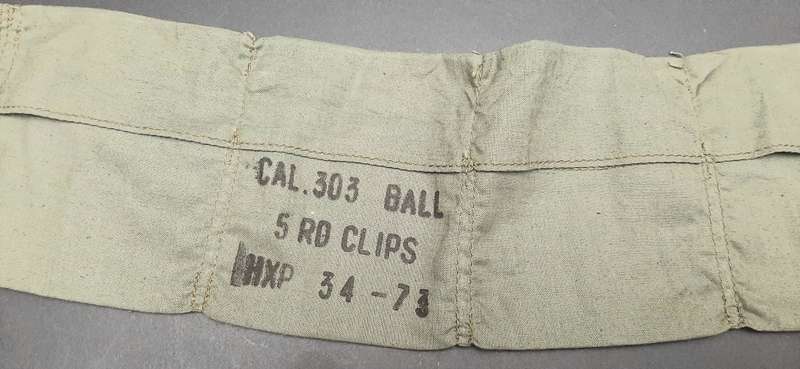 CAL.303 BALL
5 RD CLIPS
HXP 34-73